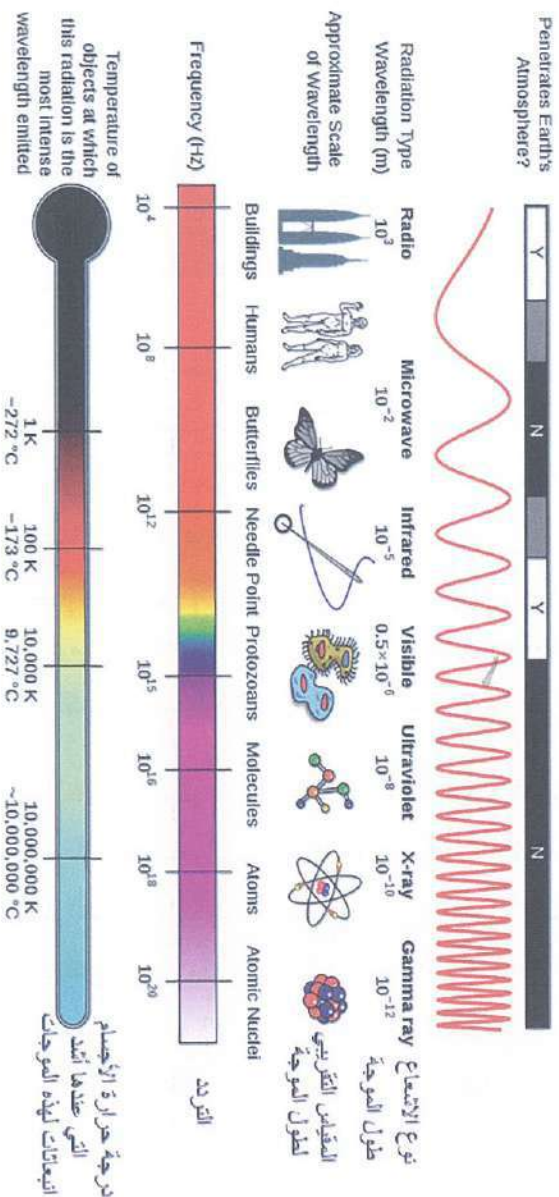 Penetrates Earth's
Atmosphere?
Y
N
Y
N
Radiation Type
Wavelength (m)
Radio
10³
Microwave
10⁻²
Infrared
10⁻⁵
Visible
0.5×10⁻⁶
Ultraviolet
10⁻⁸
X-ray
10⁻¹⁰
Gamma ray
10⁻¹²
نوع الاشعاع
طول الموجة
Approximate Scale
of Wavelength
Buildings
Humans
Butterflies
Needle Point
Protozoans
Molecules
Atoms
Atomic Nuclei
المقياس التقريبي
لطول الموجة
Frequency (Hz)
10⁴
10⁸
10¹²
10¹⁵
10¹⁶
10¹⁸
10²⁰
التردد
Temperature of
objects at which
this radiation is the
most intense
wavelength emitted
1 K
−272 °C
100 K
−173 °C
10,000 K
9,727 °C
10,000,000 K
~10,000,000 °C
درجة حرارة الأجسام
التي عندها أشد
انبعاثات لهذه الموجات